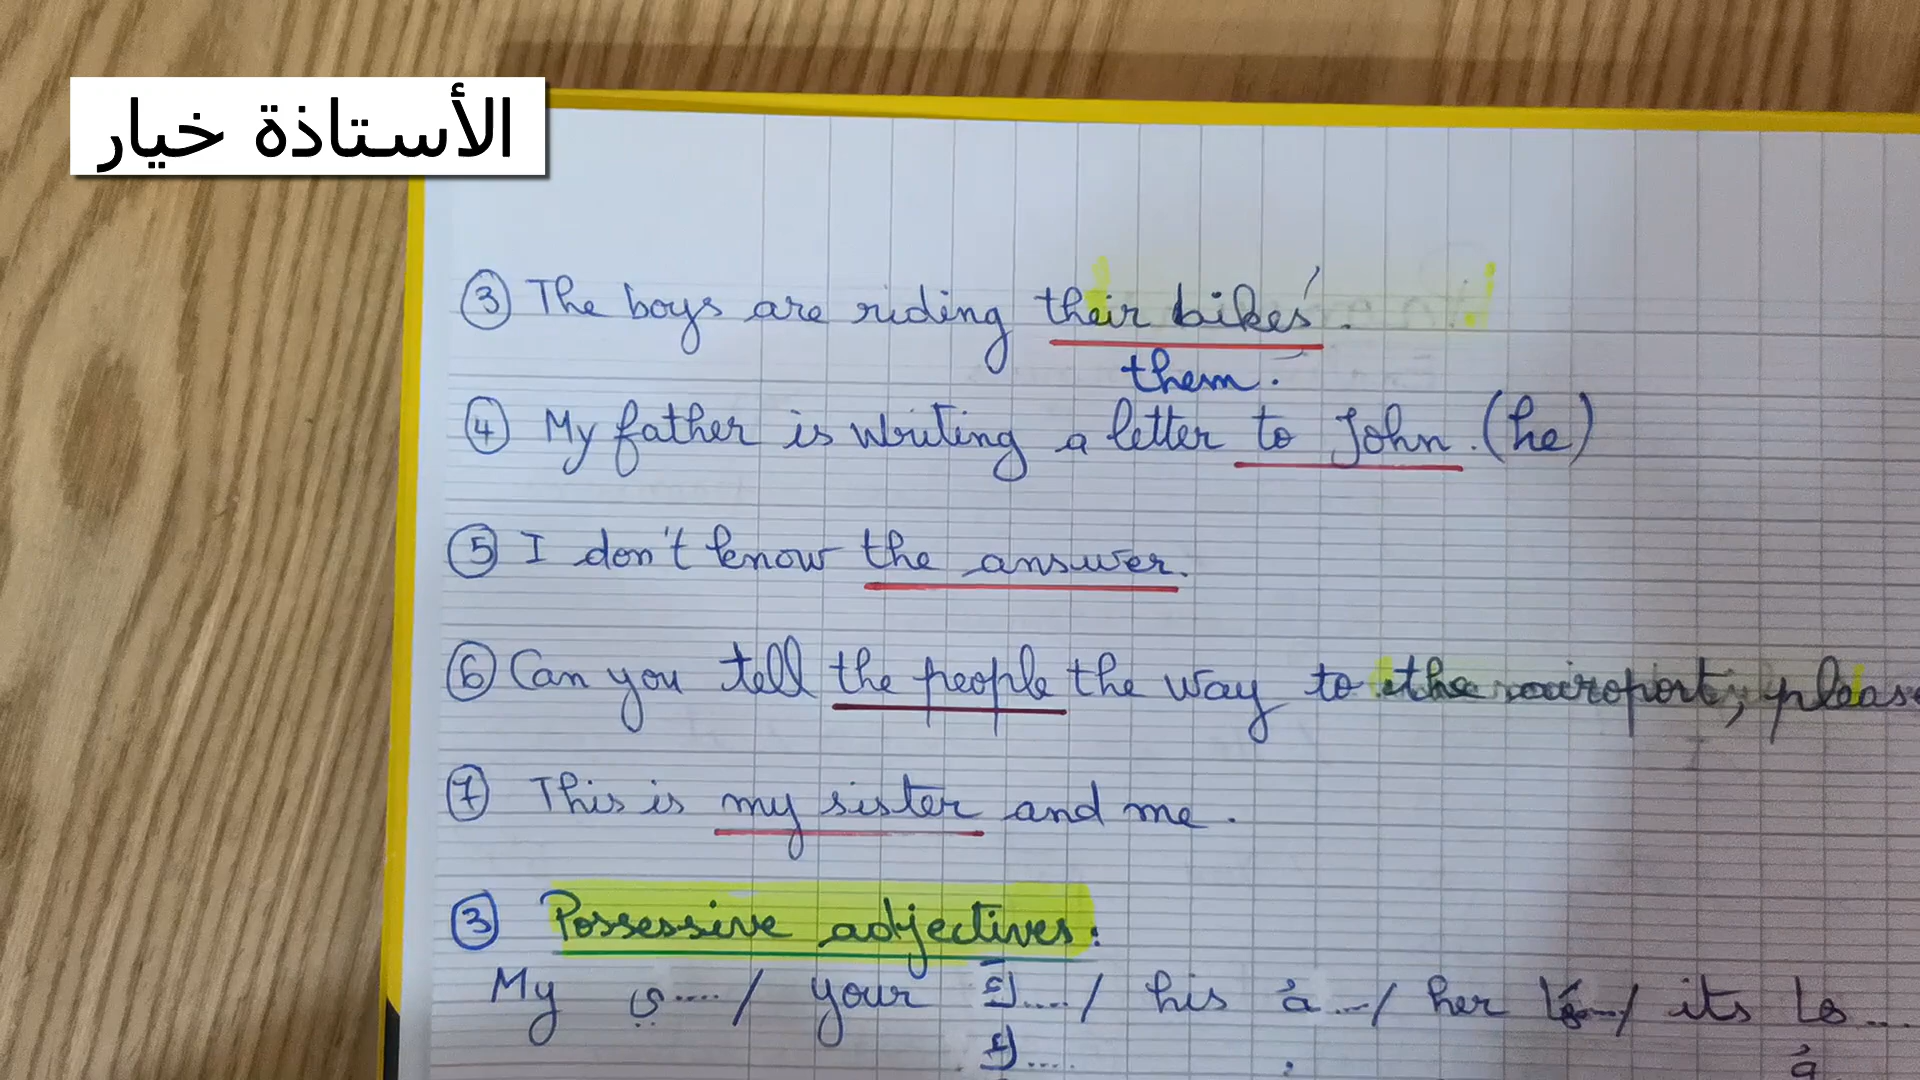 الأستاذة خيار
③ The boys are riding their bikes.
them.
④ My father is writing a letter to John. (he)
⑤ I don't know the answer.
⑥ Can you tell the people the way to the airport, please
⑦ This is my sister and me.
③ Possessive adjectives:
My ي.... / your كَ.... / his هُ... / her ها.../ its ها...
كِ.... هُ